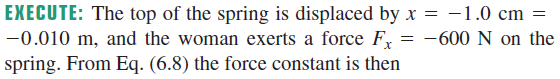 EXECUTE: The top of the spring is displaced by x = −1.0 cm =
−0.010 m, and the woman exerts a force Fₓ = −600 N on the
spring. From Eq. (6.8) the force constant is then